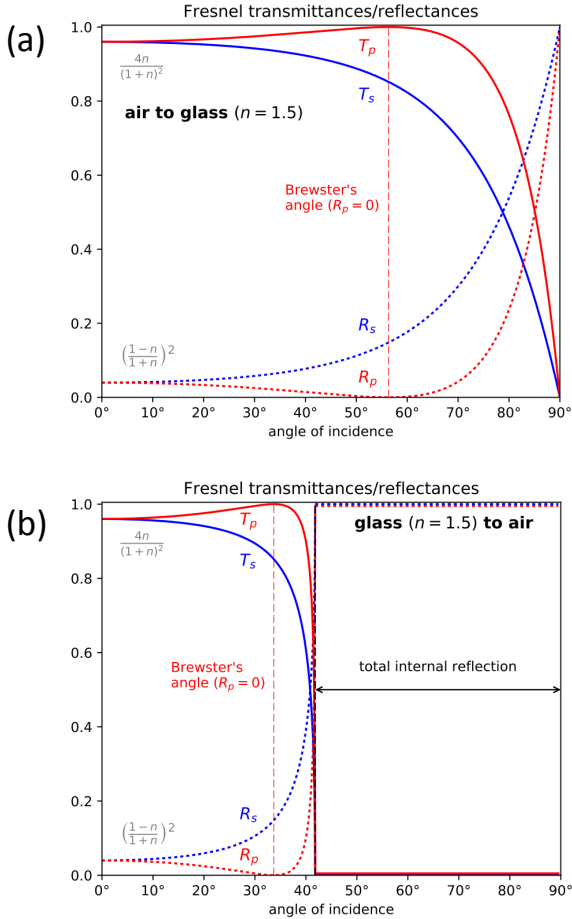 (a)
Fresnel transmittances/reflectances
1.0
0.8
0.6
0.4
0.2
0.0
4n
(1+n)²
T_p
T_s
air to glass (n = 1.5)
Brewster's
angle (R_p = 0)
R_s
(1−n / 1+n)²
R_p
0° 10° 20° 30° 40° 50° 60° 70° 80° 90°
angle of incidence
(b)
Fresnel transmittances/reflectances
1.0
0.8
0.6
0.4
0.2
0.0
T_p
glass (n = 1.5) to air
4n
(1+n)²
T_s
total internal reflection
Brewster's
angle (R_p = 0)
R_s
(1−n / 1+n)²
R_p
0° 10° 20° 30° 40° 50° 60° 70° 80° 90°
angle of incidence